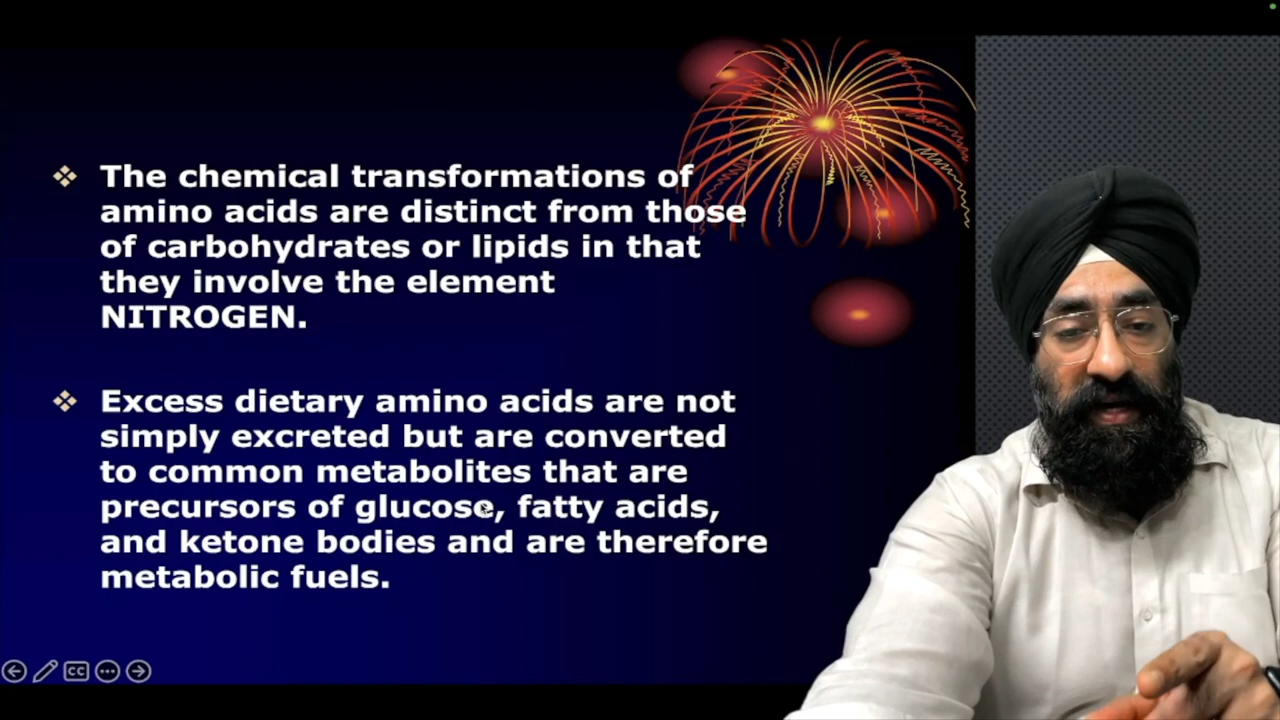 The chemical transformations of
amino acids are distinct from those
of carbohydrates or lipids in that
they involve the element
NITROGEN.
Excess dietary amino acids are not
simply excreted but are converted
to common metabolites that are
precursors of glucose, fatty acids,
and ketone bodies and are therefore
metabolic fuels.
CC